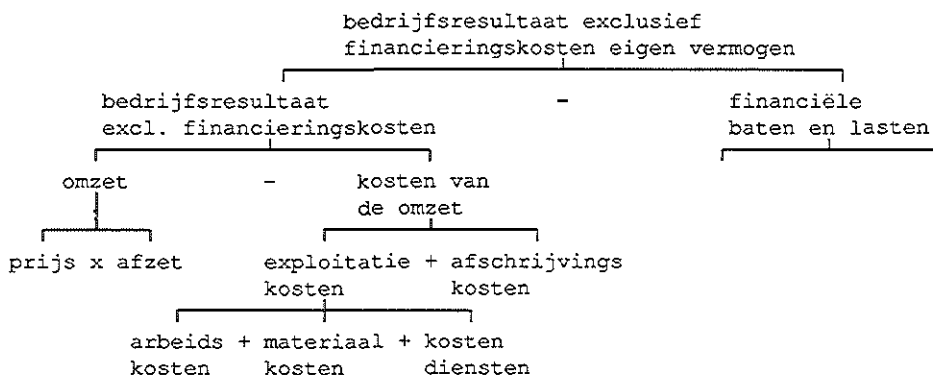 bedrijfsresultaat exclusief
financieringskosten eigen vermogen
bedrijfsresultaat - financiële
excl. financieringskosten baten en lasten
omzet - kosten van
de omzet
prijs x afzet exploitatie + afschrijvings
kosten kosten
arbeids + materiaal + kosten
kosten kosten diensten